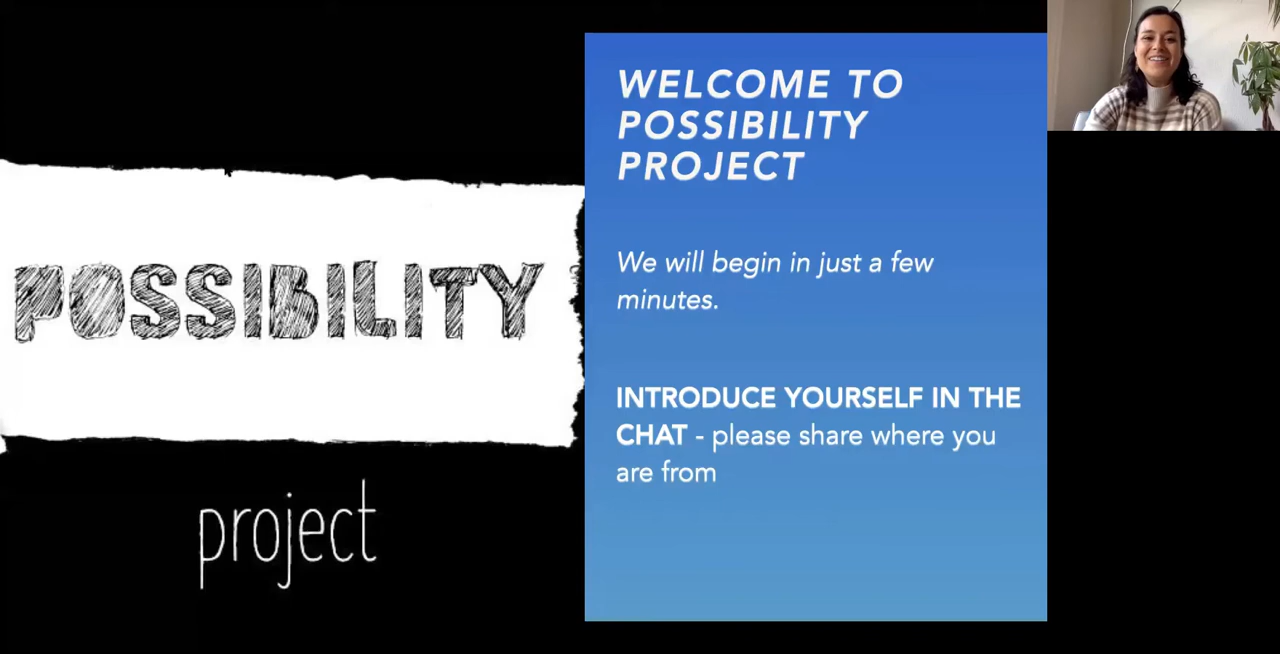 POSSIBILITY
project
WELCOME TO
POSSIBILITY
PROJECT
We will begin in just a few
minutes.
INTRODUCE YOURSELF IN THE
CHAT - please share where you
are from